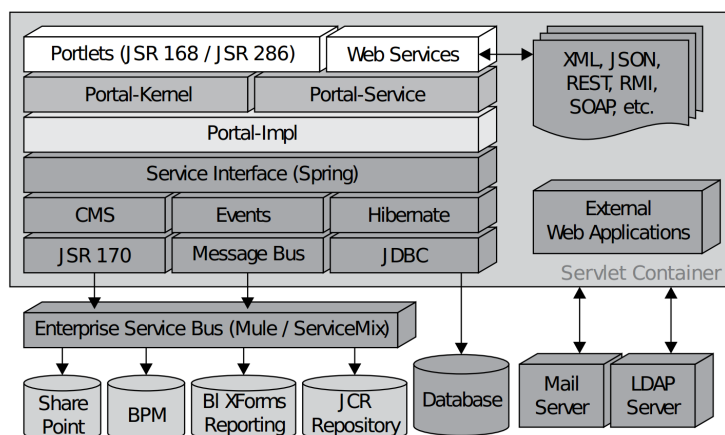 Portlets (JSR 168 / JSR 286)
Web Services
XML, JSON,
REST, RMI,
SOAP, etc.
Portal-Kernel
Portal-Service
Portal-Impl
Service Interface (Spring)
CMS
Events
Hibernate
External
Web Applications
JSR 170
Message Bus
JDBC
Servlet Container
Enterprise Service Bus (Mule / ServiceMix)
Share
Point
BPM
BI XForms
Reporting
JCR
Repository
Database
Mail
Server
LDAP
Server